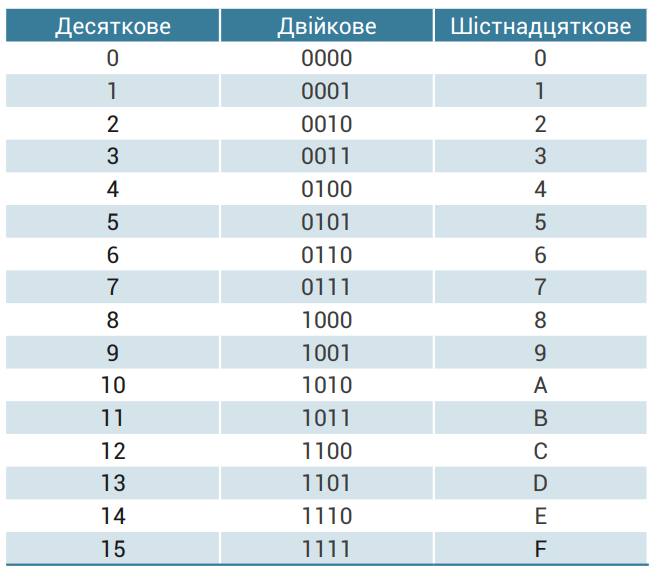 Десяткове Двійкове Шістнадцяткове
0 0000 0
1 0001 1
2 0010 2
3 0011 3
4 0100 4
5 0101 5
6 0110 6
7 0111 7
8 1000 8
9 1001 9
10 1010 A
11 1011 B
12 1100 C
13 1101 D
14 1110 E
15 1111 F